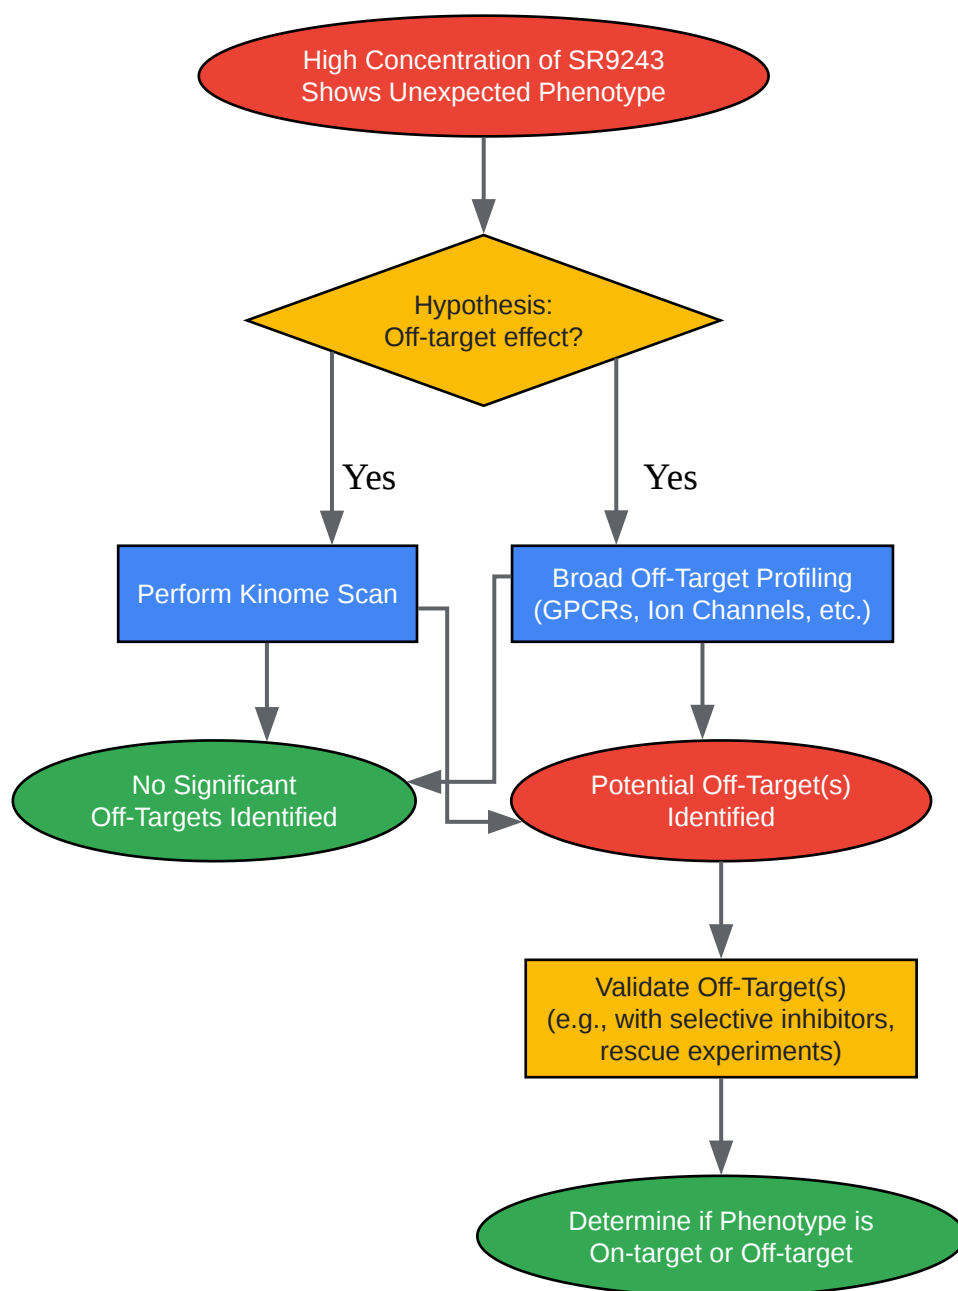 High Concentration of SR9243
Shows Unexpected Phenotype
Hypothesis:
Off-target effect?
Yes
Yes
Perform Kinome Scan
Broad Off-Target Profiling
(GPCRs, Ion Channels, etc.)
No Significant
Off-Targets Identified
Potential Off-Target(s)
Identified
Validate Off-Target(s)
(e.g., with selective inhibitors,
rescue experiments)
Determine if Phenotype is
On-target or Off-target